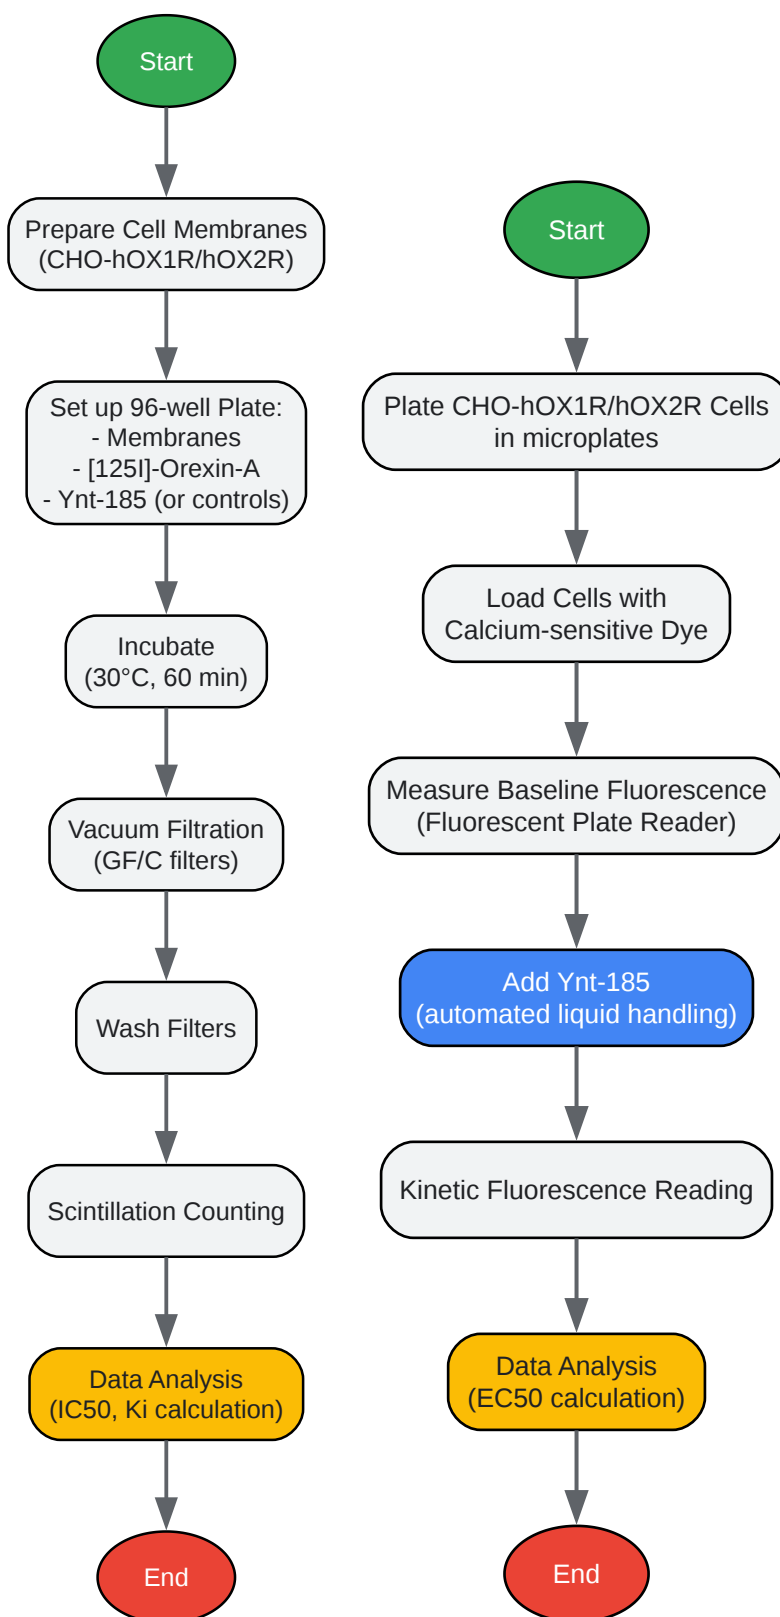 Start
Prepare Cell Membranes
(CHO-hOX1R/hOX2R)
Set up 96-well Plate:
- Membranes
- [125I]-Orexin-A
- Ynt-185 (or controls)
Incubate
(30°C, 60 min)
Vacuum Filtration
(GF/C filters)
Wash Filters
Scintillation Counting
Data Analysis
(IC50, Ki calculation)
End
Start
Plate CHO-hOX1R/hOX2R Cells
in microplates
Load Cells with
Calcium-sensitive Dye
Measure Baseline Fluorescence
(Fluorescent Plate Reader)
Add Ynt-185
(automated liquid handling)
Kinetic Fluorescence Reading
Data Analysis
(EC50 calculation)
End